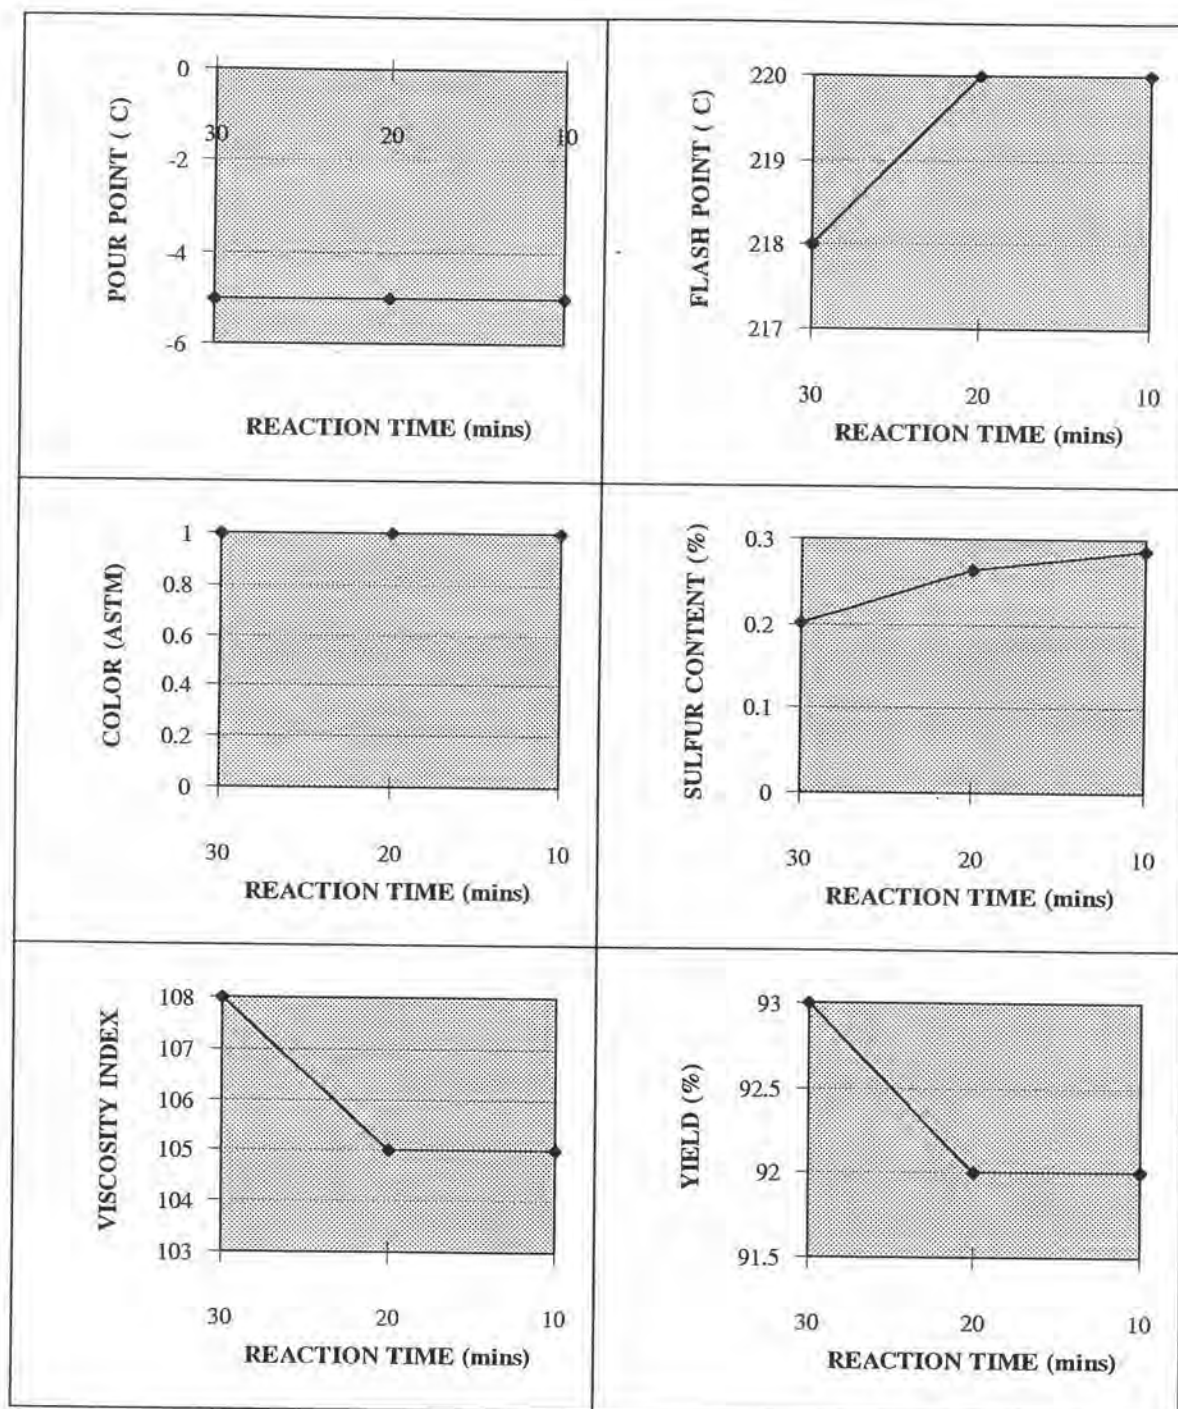 0
-2
-4
-6
30 20 10
POUR POINT ( C)
REACTION TIME (mins)
220
219
218
217
30 20 10
FLASH POINT ( C)
REACTION TIME (mins)
1
0.8
0.6
0.4
0.2
0
30 20 10
COLOR (ASTM)
REACTION TIME (mins)
0.3
0.2
0.1
0
30 20 10
SULFUR CONTENT (%)
REACTION TIME (mins)
108
107
106
105
104
103
30 20 10
VISCOSITY INDEX
REACTION TIME (mins)
93
92.5
92
91.5
30 20 10
YIELD (%)
REACTION TIME (mins)